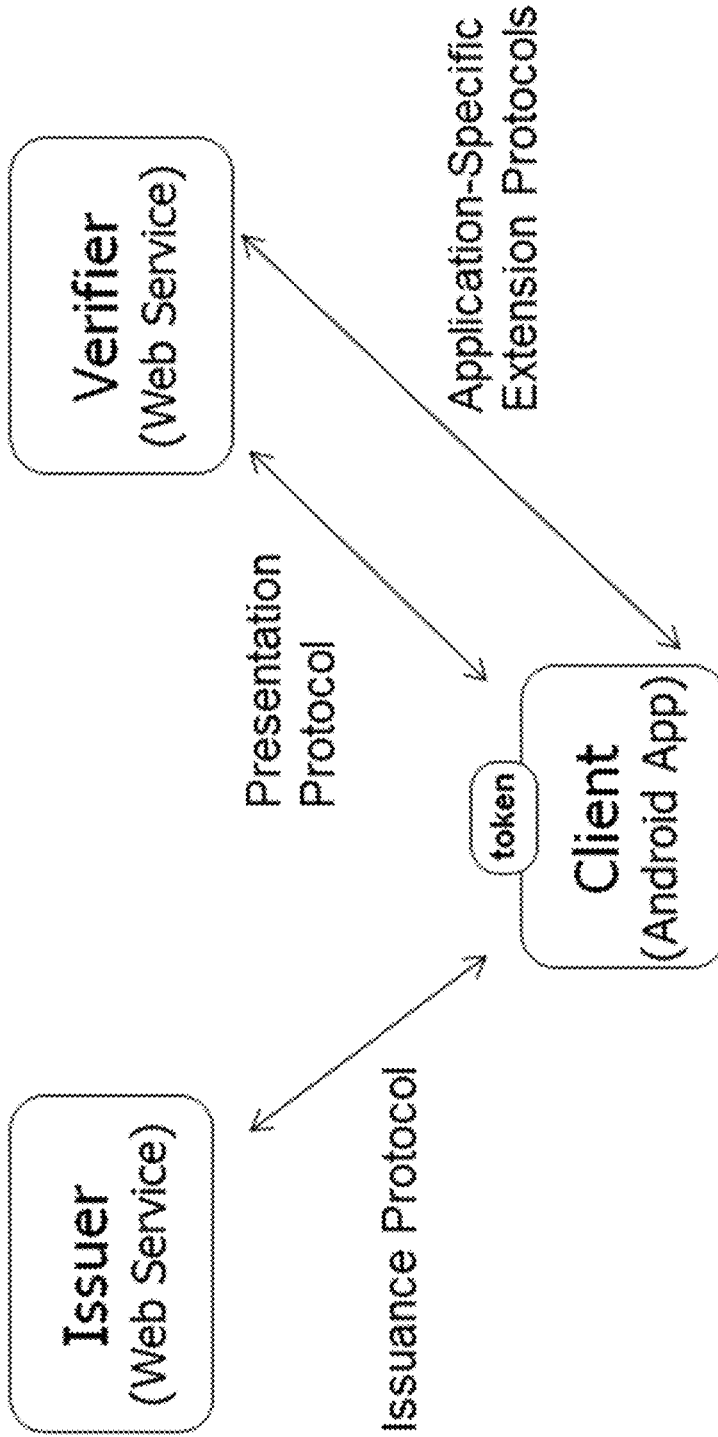 Issuer
(Web Service)
Verifier
(Web Service)
Issuance Protocol
Presentation
Protocol
Application-Specific
Extension Protocols
token
Client
(Android App)